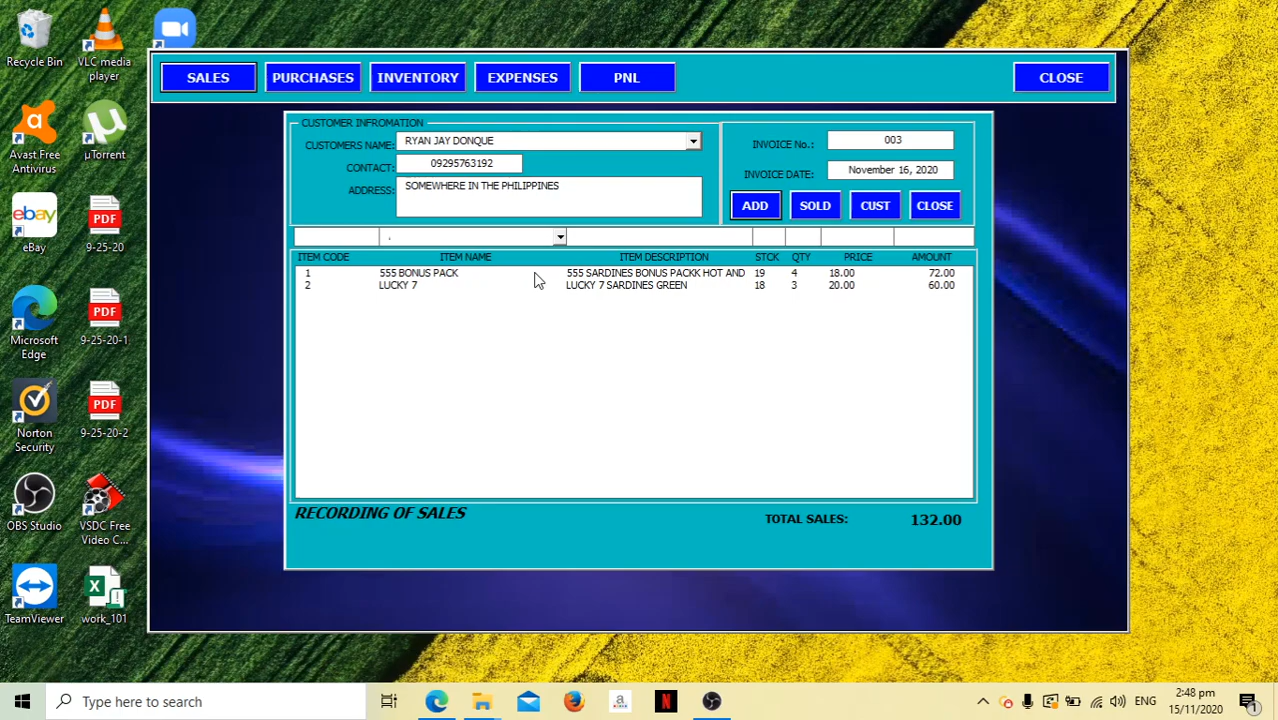 Recycle Bin
VLC media
player
Avast Free
Antivirus
µTorrent
eBay
9-25-20
Microsoft
Edge
9-25-20-1
Norton
Security
9-25-20-2
OBS Studio
VSDC Free
Video C...
TeamViewer
work_101
SALES PURCHASES INVENTORY EXPENSES PNL CLOSE
CUSTOMER INFROMATION
CUSTOMERS NAME: RYAN JAY DONQUE
CONTACT: 09295763192
ADDRESS: SOMEWHERE IN THE PHILIPPINES
INVOICE No.: 003
INVOICE DATE: November 16, 2020
ADD SOLD CUST CLOSE
ITEM CODE ITEM NAME ITEM DESCRIPTION STCK QTY PRICE AMOUNT
1 555 BONUS PACK 555 SARDINES BONUS PACKK HOT AND 19 4 18.00 72.00
2 LUCKY 7 LUCKY 7 SARDINES GREEN 18 3 20.00 60.00
RECORDING OF SALES
TOTAL SALES: 132.00
Type here to search
ENG
2:48 pm
15/11/2020